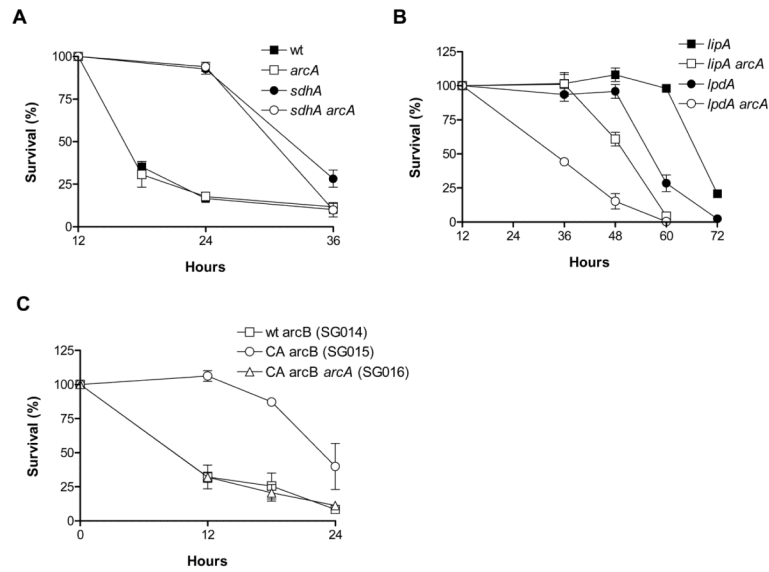 A
wt
arcA
sdhA
sdhA arcA
100
75
50
25
0
12
24
36
Survival (%)
Hours
B
lipA
lipA arcA
lpdA
lpdA arcA
125
100
75
50
25
0
12
24
36
48
60
72
Survival (%)
Hours
C
wt arcB (SG014)
CA arcB (SG015)
CA arcB arcA (SG016)
125
100
75
50
25
0
0
12
24
Survival (%)
Hours